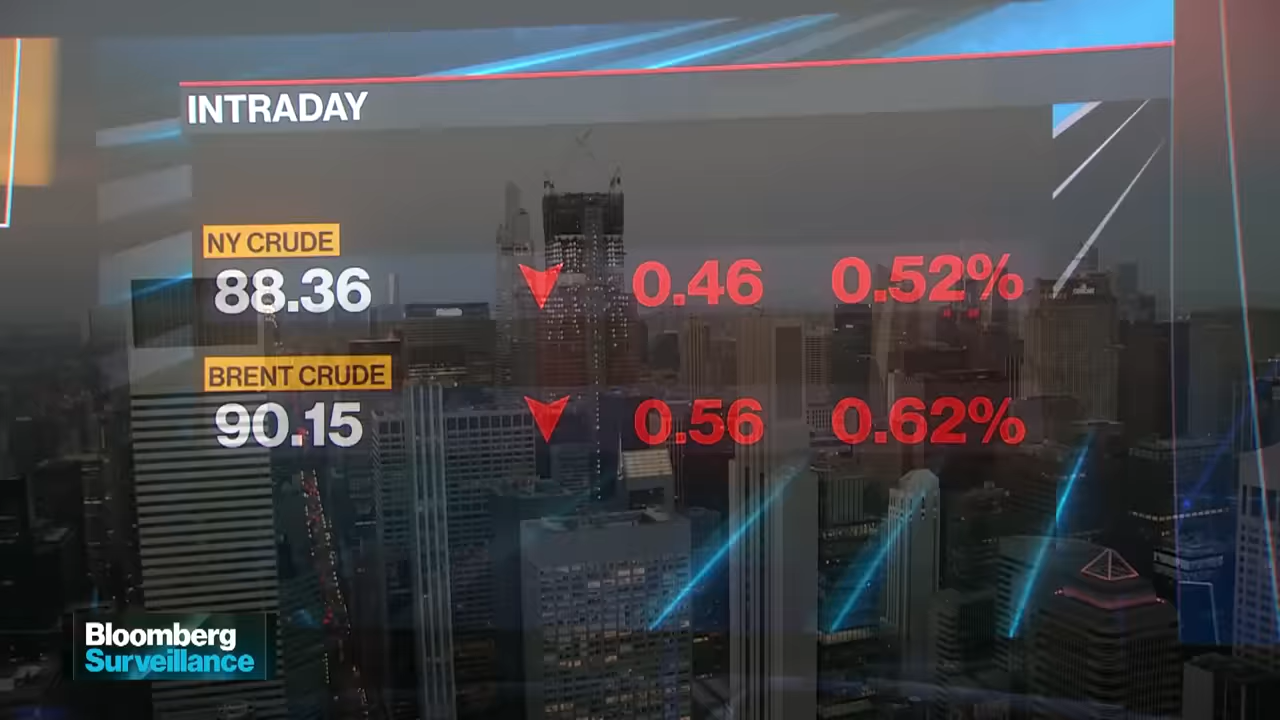 INTRADAY
NY CRUDE
88.36 0.46 0.52%
BRENT CRUDE
90.15 0.56 0.62%
Bloomberg
Surveillance